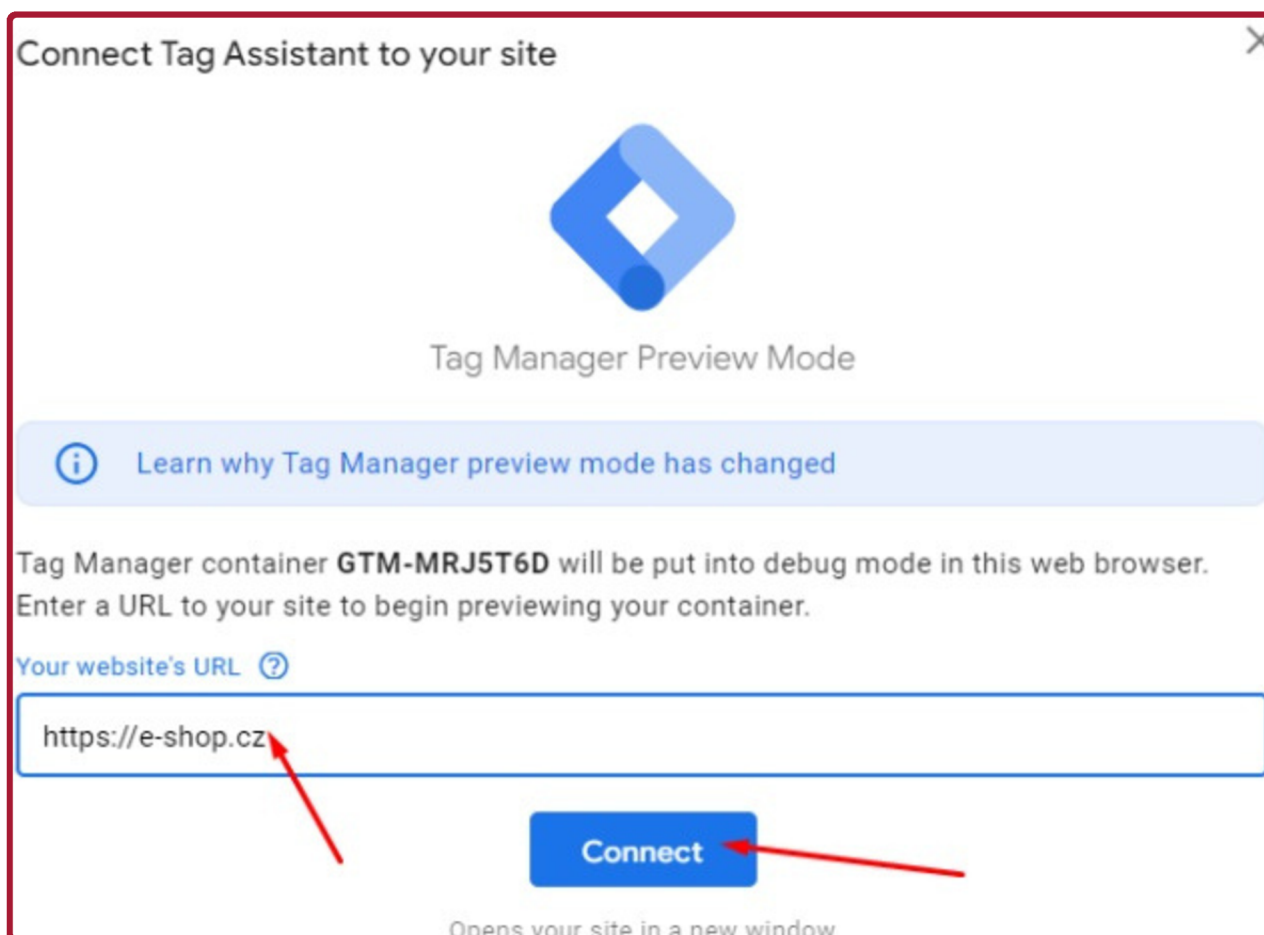 Connect Tag Assistant to your site
Tag Manager Preview Mode
Learn why Tag Manager preview mode has changed
Tag Manager container GTM-MRJ5T6D will be put into debug mode in this web browser.
Enter a URL to your site to begin previewing your container.
Your website's URL
https://e-shop.cz
Connect
Opens your site in a new window